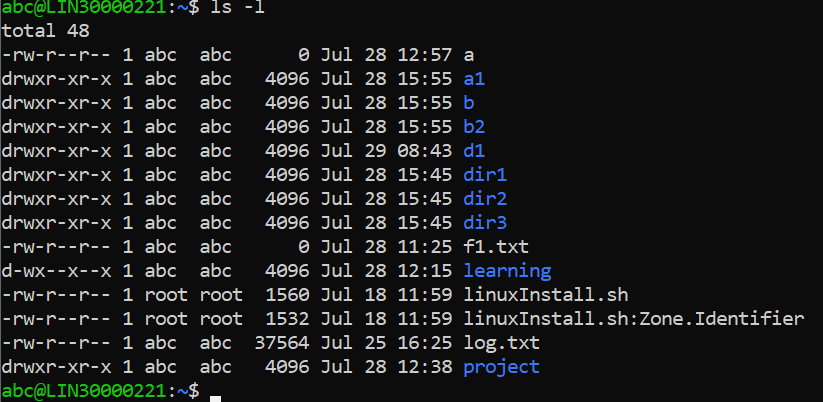 abc@LIN30000221:~$ ls -l
total 48
-rw-r--r-- 1 abc  abc      0 Jul 28 12:57 a
drwxr-xr-x 1 abc  abc   4096 Jul 28 15:55 a1
drwxr-xr-x 1 abc  abc   4096 Jul 28 15:55 b
drwxr-xr-x 1 abc  abc   4096 Jul 28 15:55 b2
drwxr-xr-x 1 abc  abc   4096 Jul 29 08:43 d1
drwxr-xr-x 1 abc  abc   4096 Jul 28 15:45 dir1
drwxr-xr-x 1 abc  abc   4096 Jul 28 15:45 dir2
drwxr-xr-x 1 abc  abc   4096 Jul 28 15:45 dir3
-rw-r--r-- 1 abc  abc      0 Jul 28 11:25 f1.txt
d-wx--x--x 1 abc  abc   4096 Jul 28 12:15 learning
-rw-r--r-- 1 root root  1560 Jul 18 11:59 linuxInstall.sh
-rw-r--r-- 1 root root  1532 Jul 18 11:59 linuxInstall.sh:Zone.Identifier
-rw-r--r-- 1 abc  abc  37564 Jul 25 16:25 log.txt
drwxr-xr-x 1 abc  abc   4096 Jul 28 12:38 project
abc@LIN30000221:~$